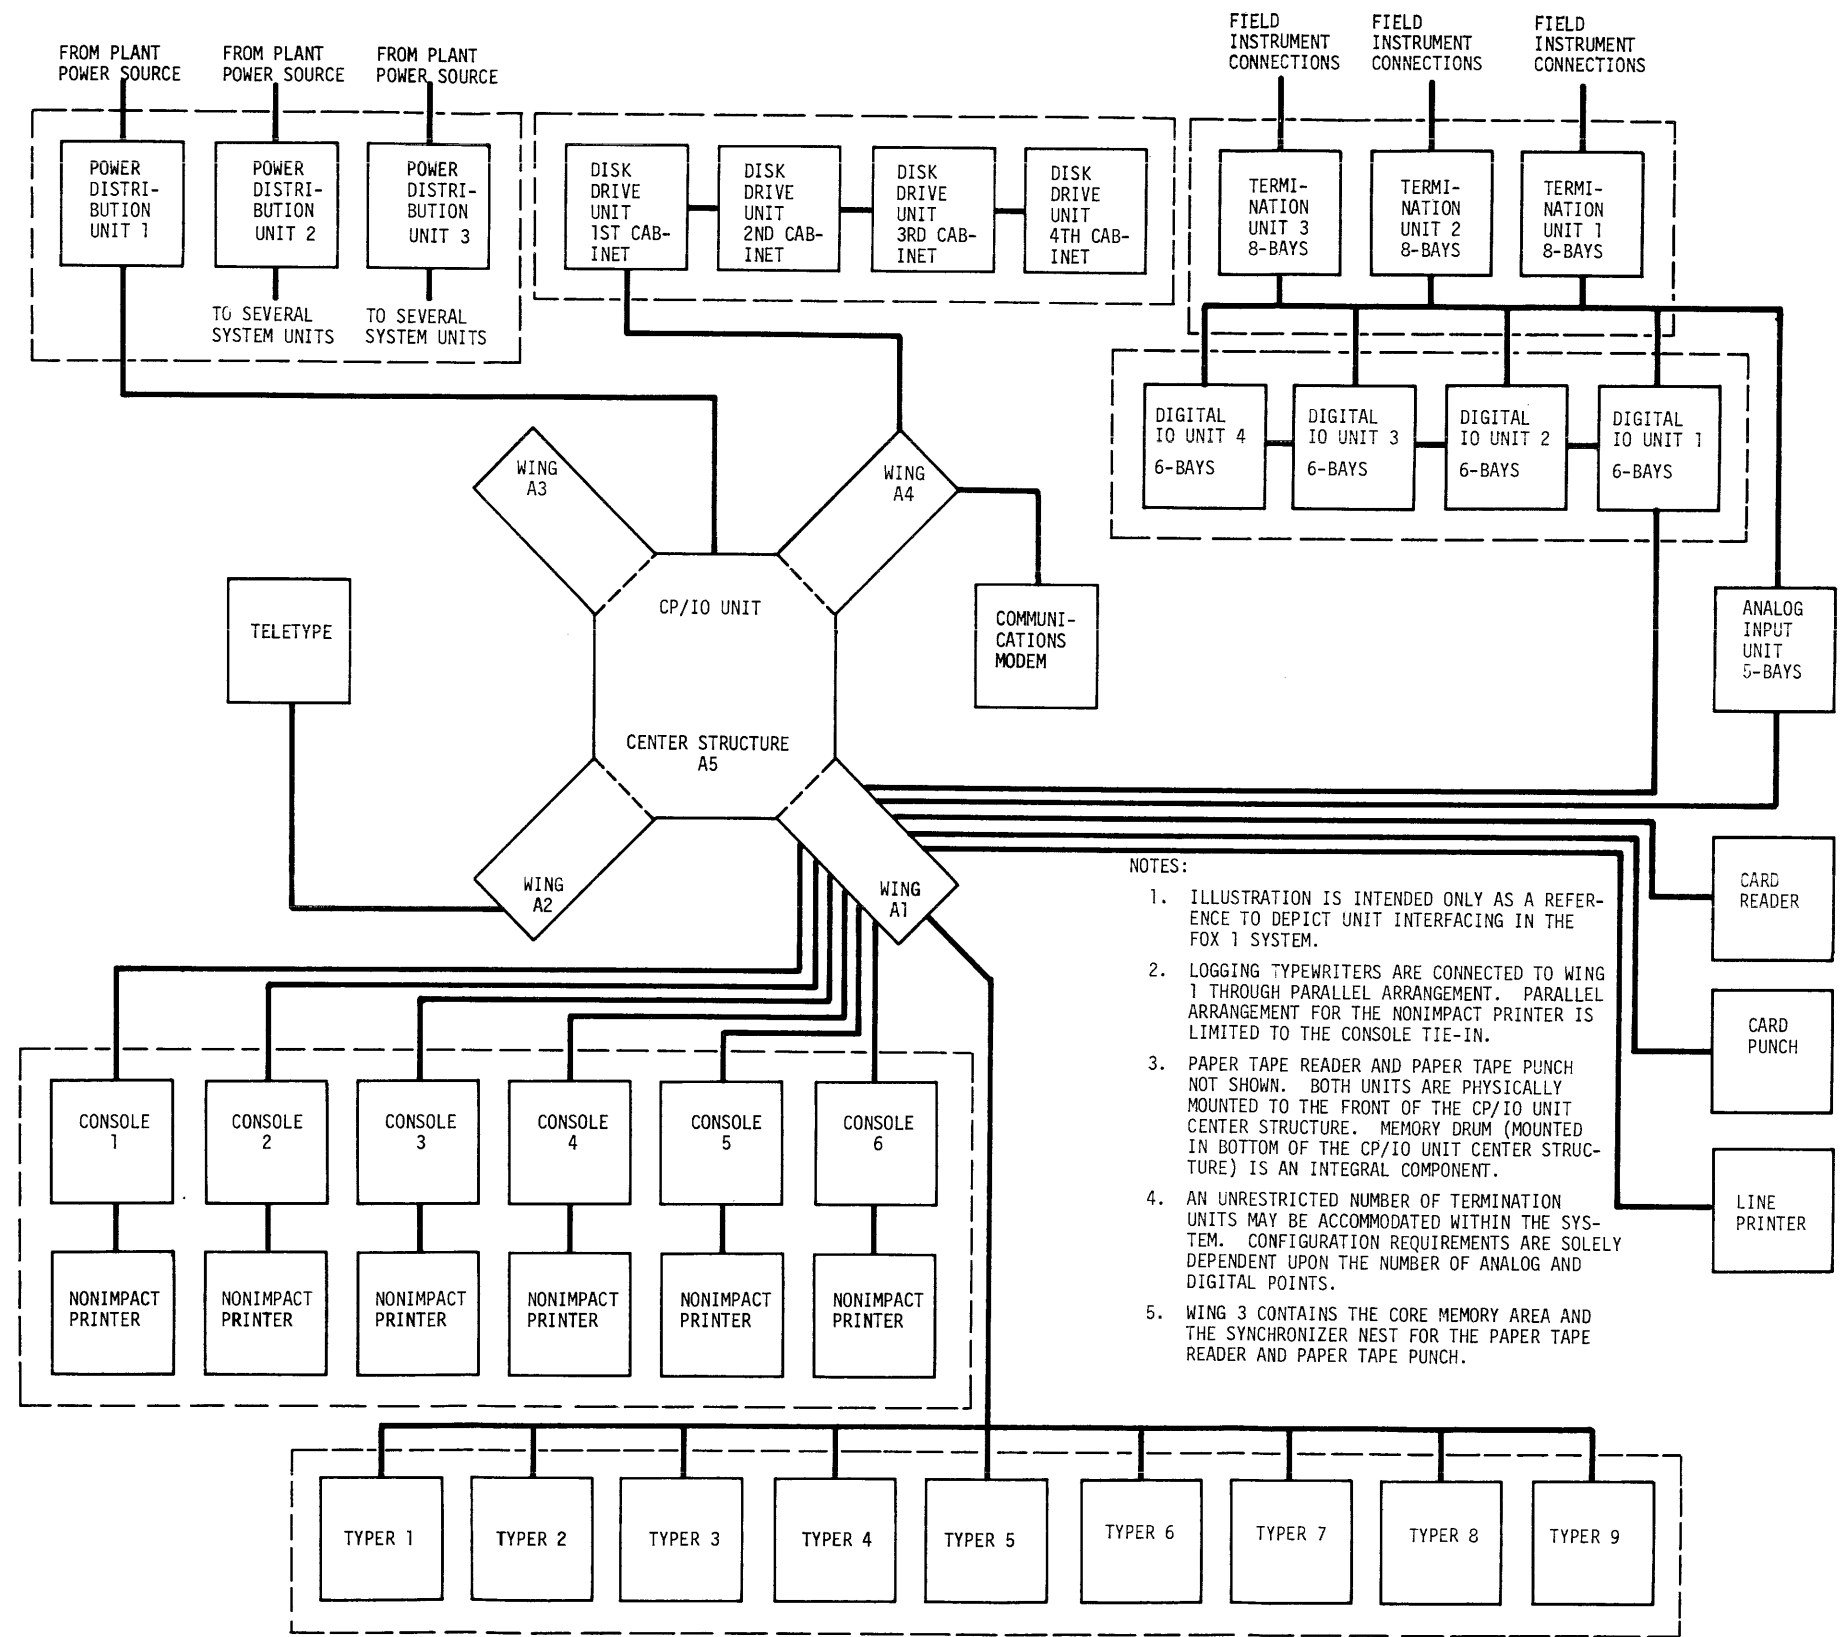 FROM PLANT
POWER SOURCE
FROM PLANT
POWER SOURCE
FROM PLANT
POWER SOURCE
FIELD
INSTRUMENT
CONNECTIONS
FIELD
INSTRUMENT
CONNECTIONS
FIELD
INSTRUMENT
CONNECTIONS
POWER
DISTRI-
BUTION
UNIT 1
POWER
DISTRI-
BUTION
UNIT 2
POWER
DISTRI-
BUTION
UNIT 3
TO SEVERAL
SYSTEM UNITS
TO SEVERAL
SYSTEM UNITS
DISK
DRIVE
UNIT
1ST CAB-
INET
DISK
DRIVE
UNIT
2ND CAB-
INET
DISK
DRIVE
UNIT
3RD CAB-
INET
DISK
DRIVE
UNIT
4TH CAB-
INET
TERMI-
NATION
UNIT 3
8-BAYS
TERMI-
NATION
UNIT 2
8-BAYS
TERMI-
NATION
UNIT 1
8-BAYS
DIGITAL
IO UNIT 4
6-BAYS
DIGITAL
IO UNIT 3
6-BAYS
DIGITAL
IO UNIT 2
6-BAYS
DIGITAL
IO UNIT 1
6-BAYS
WING
A3
WING
A4
CP/IO UNIT
CENTER STRUCTURE
A5
WING
A2
WING
A1
TELETYPE
COMMUNI-
CATIONS
MODEM
ANALOG
INPUT
UNIT
5-BAYS
CARD
READER
CARD
PUNCH
LINE
PRINTER
NOTES:
1. ILLUSTRATION IS INTENDED ONLY AS A REFER-
ENCE TO DEPICT UNIT INTERFACING IN THE
FOX 1 SYSTEM.
2. LOGGING TYPEWRITERS ARE CONNECTED TO WING
1 THROUGH PARALLEL ARRANGEMENT. PARALLEL
ARRANGEMENT FOR THE NONIMPACT PRINTER IS
LIMITED TO THE CONSOLE TIE-IN.
3. PAPER TAPE READER AND PAPER TAPE PUNCH
NOT SHOWN. BOTH UNITS ARE PHYSICALLY
MOUNTED TO THE FRONT OF THE CP/IO UNIT
CENTER STRUCTURE. MEMORY DRUM (MOUNTED
IN BOTTOM OF THE CP/IO UNIT CENTER STRUC-
TURE) IS AN INTEGRAL COMPONENT.
4. AN UNRESTRICTED NUMBER OF TERMINATION
UNITS MAY BE ACCOMMODATED WITHIN THE SYS-
TEM. CONFIGURATION REQUIREMENTS ARE SOLELY
DEPENDENT UPON THE NUMBER OF ANALOG AND
DIGITAL POINTS.
5. WING 3 CONTAINS THE CORE MEMORY AREA AND
THE SYNCHRONIZER NEST FOR THE PAPER TAPE
READER AND PAPER TAPE PUNCH.
CONSOLE
1
CONSOLE
2
CONSOLE
3
CONSOLE
4
CONSOLE
5
CONSOLE
6
NONIMPACT
PRINTER
NONIMPACT
PRINTER
NONIMPACT
PRINTER
NONIMPACT
PRINTER
NONIMPACT
PRINTER
NONIMPACT
PRINTER
TYPER 1
TYPER 2
TYPER 3
TYPER 4
TYPER 5
TYPER 6
TYPER 7
TYPER 8
TYPER 9